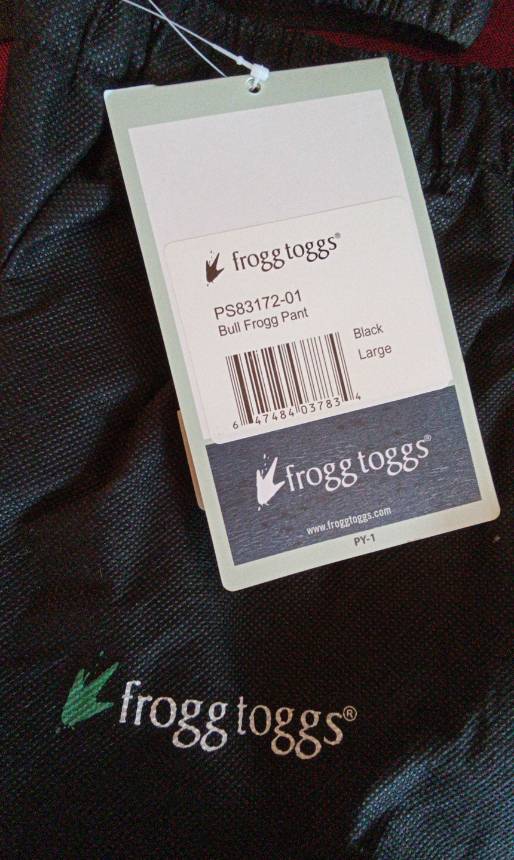 frogg toggs®
PS83172-01
Bull Frogg Pant
Black
Large
6 47484 03783 4
frogg toggs®
www.froggtoggs.com
PY-1
frogg toggs®